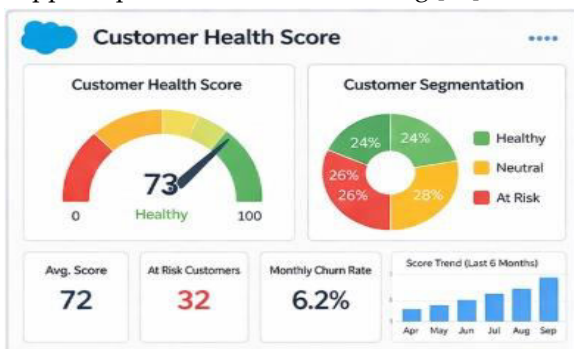 Customer Health Score
Customer Health Score
73
0
Healthy
100
Customer Segmentation
24%
24%
26%
26%
28%
Healthy
Neutral
At Risk
Avg. Score
72
At Risk Customers
32
Monthly Churn Rate
6.2%
Score Trend (Last 6 Months)
Apr May Jun Jul Aug Sep